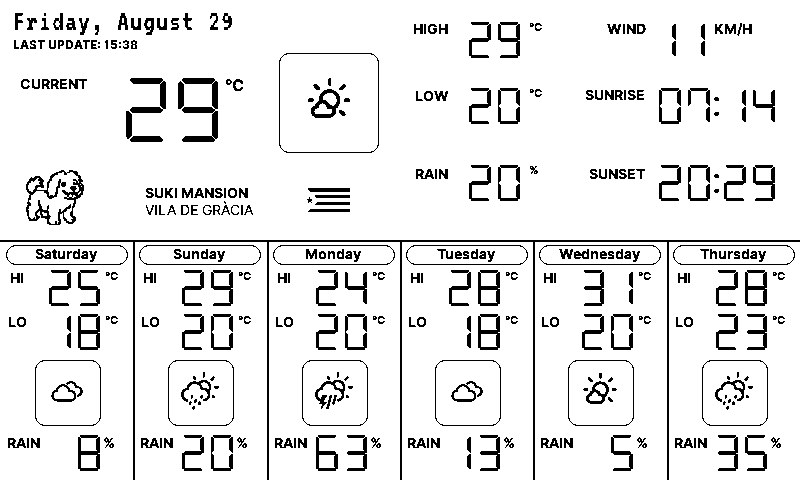 Friday, August 29
LAST UPDATE: 15:38
CURRENT 29 °C
SUKI MANSION
VILA DE GRÀCIA
HIGH 29 °C
LOW 20 °C
RAIN 20 %
WIND 11 KM/H
SUNRISE 07:14
SUNSET 20:29
Saturday
HI 25 °C
LO 18 °C
RAIN 8 %
Sunday
HI 29 °C
LO 20 °C
RAIN 20 %
Monday
HI 24 °C
LO 20 °C
RAIN 63 %
Tuesday
HI 28 °C
LO 18 °C
RAIN 13 %
Wednesday
HI 31 °C
LO 20 °C
RAIN 5 %
Thursday
HI 28 °C
LO 23 °C
RAIN 35 %